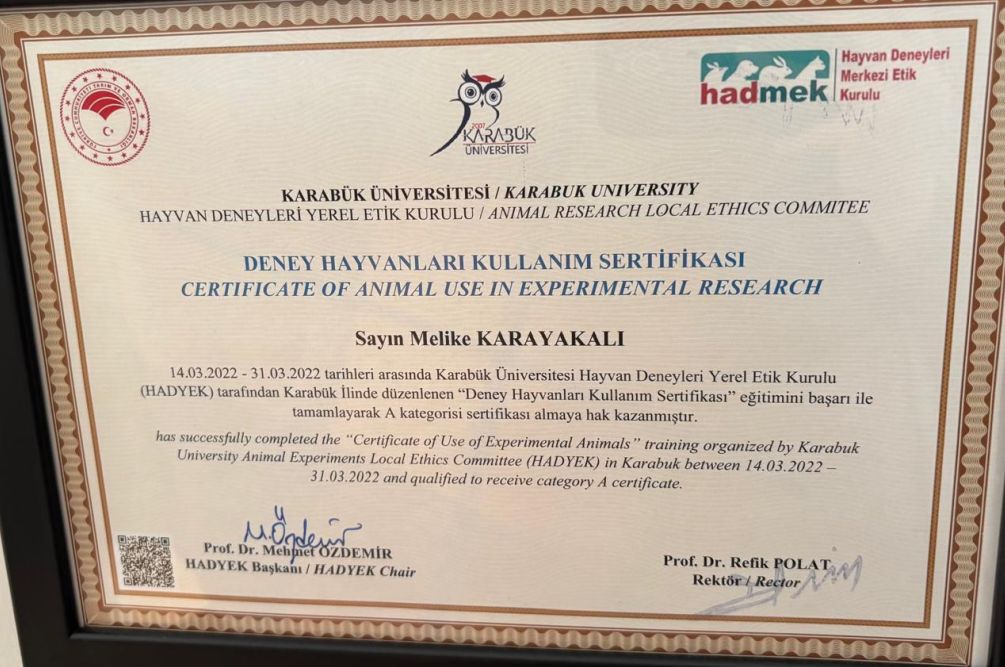 hadmek
Hayvan Deneyleri
Merkezi Etik
Kurulu
2007
KARABÜK
ÜNİVERSİTESİ
KARABÜK ÜNİVERSİTESİ / KARABUK UNIVERSITY
HAYVAN DENEYLERİ YEREL ETİK KURULU / ANIMAL RESEARCH LOCAL ETHICS COMMITEE
DENEY HAYVANLARI KULLANIM SERTİFİKASI
CERTIFICATE OF ANIMAL USE IN EXPERIMENTAL RESEARCH
Sayın Melike KARAYAKALI
14.03.2022 - 31.03.2022 tarihleri arasında Karabük Üniversitesi Hayvan Deneyleri Yerel Etik Kurulu
(HADYEK) tarafından Karabük İlinde düzenlenen “Deney Hayvanları Kullanım Sertifikası” eğitimini başarı ile
tamamlayarak A kategorisi sertifikası almaya hak kazanmıştır.
has successfully completed the “Certificate of Use of Experimental Animals” training organized by Karabuk
University Animal Experiments Local Ethics Committee (HADYEK) in Karabuk between 14.03.2022 –
31.03.2022 and qualified to receive category A certificate.
M.Özdemir
Prof. Dr. Mehmet ÖZDEMİR
HADYEK Başkanı / HADYEK Chair
Prof. Dr. Refik POLAT
Rektör / Rector